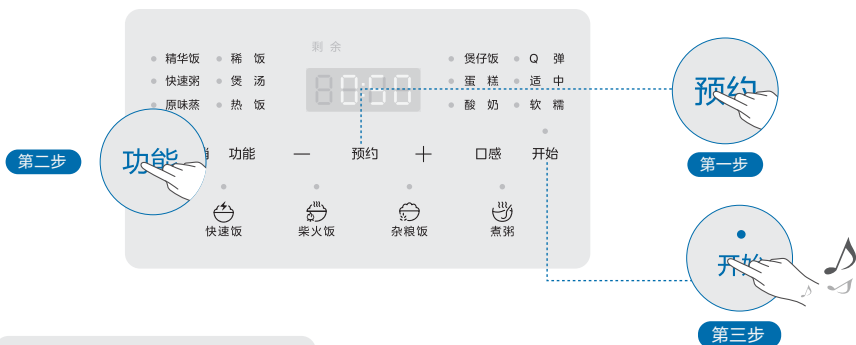 剩 余
精华饭 稀 饭
快速粥 煲 汤
原味蒸 热 饭
0:50
煲仔饭 Q 弹
蛋 糕 适 中
酸 奶 软 糯
预约
第一步
功能
第二步
功能 — 预约 + 口感 开始
快速饭 柴火饭 杂粮饭 煮粥
开始
第三步